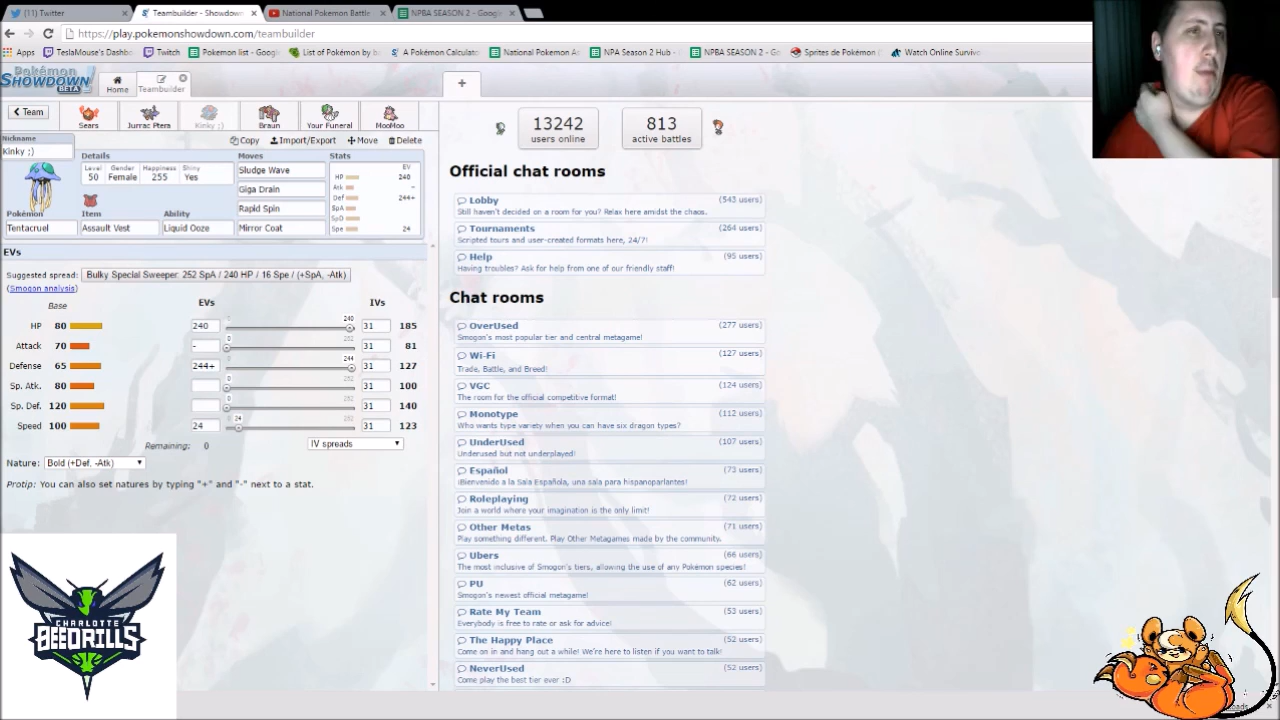 (11) Twitter
Teambuilder - Showdown
National Pokemon Battle
NPBA SEASON 2 - Goog
https://play.pokemonshowdown.com/teambuilder
Apps
TeslaMouse's Dashbo
Twitch
Pokemon list - Googl
List of Pokémon by b
A Pokémon Calculato
National Pokemon As
NPA Season 2 Hub -
NPBA SEASON 2 - Go
Sprites de Pokémon
Watch Online Surviv
Pokémon
SHOWDOWN
BETA
Home
Teambuilder
+
< Team
Sears
Jurrac Ptera
Kinky ;)
Braun
Your Funeral
MooMoo
Nickname
Kinky ;)
Copy
Import/Export
Move
Delete
Details
Moves
Stats
Level
Gender
Happiness
Shiny
50
Female
255
Yes
Sludge Wave
Giga Drain
Rapid Spin
Mirror Coat
EV
HP
240
Atk
-
Def
244+
SpA
SpD
Spe
24
Pokémon
Item
Ability
Tentacruel
Assault Vest
Liquid Ooze
EVs
Suggested spread:
Bulky Special Sweeper: 252 SpA / 240 HP / 16 Spe / (+SpA, -Atk)
(Smogon analysis)
Base
EVs
IVs
HP 80 240 240 31 185
Attack 70 - 0 252 31 81
Defense 65 244+ 244 31 127
Sp. Atk. 80 0 252 31 100
Sp. Def. 120 0 252 31 140
Speed 100 24 24 252 31 123
Remaining: 0
IV spreads
Nature: Bold (+Def, -Atk)
Protip: You can also set natures by typing "+" and "-" next to a stat.
13242
users online
813
active battles
Official chat rooms
Lobby (543 users)
Still haven't decided on a room for you? Relax here amidst the chaos.
Tournaments (264 users)
Scripted tours and user-created formats here, 24/7!
Help (95 users)
Having troubles? Ask for help from one of our friendly staff!
Chat rooms
OverUsed (277 users)
Smogon's most popular tier and central metagame!
Wi-Fi (127 users)
Trade, Battle, and Breed!
VGC (124 users)
The room for the official competitive format!
Monotype (112 users)
Who wants type variety when you can have six dragon types?
UnderUsed (107 users)
Underused but not underplayed!
Español (73 users)
¡Bienvenido a la Sala Española, una sala para hispanoparlantes!
Roleplaying (72 users)
Join a world where your imagination is the only limit!
Other Metas (71 users)
Play something different. Play Other Metagames made by the community.
Ubers (66 users)
The most inclusive of Smogon's tiers, allowing the use of any Pokémon species!
PU (62 users)
Smogon's newest official metagame!
Rate My Team (53 users)
Everybody is free to rate or ask for advice!
The Happy Place (52 users)
Come on in and hang out a while! We're here to listen if you want to talk!
NeverUsed (52 users)
Come play the best tier ever :D
CHARLOTTE
BEEDRILLS